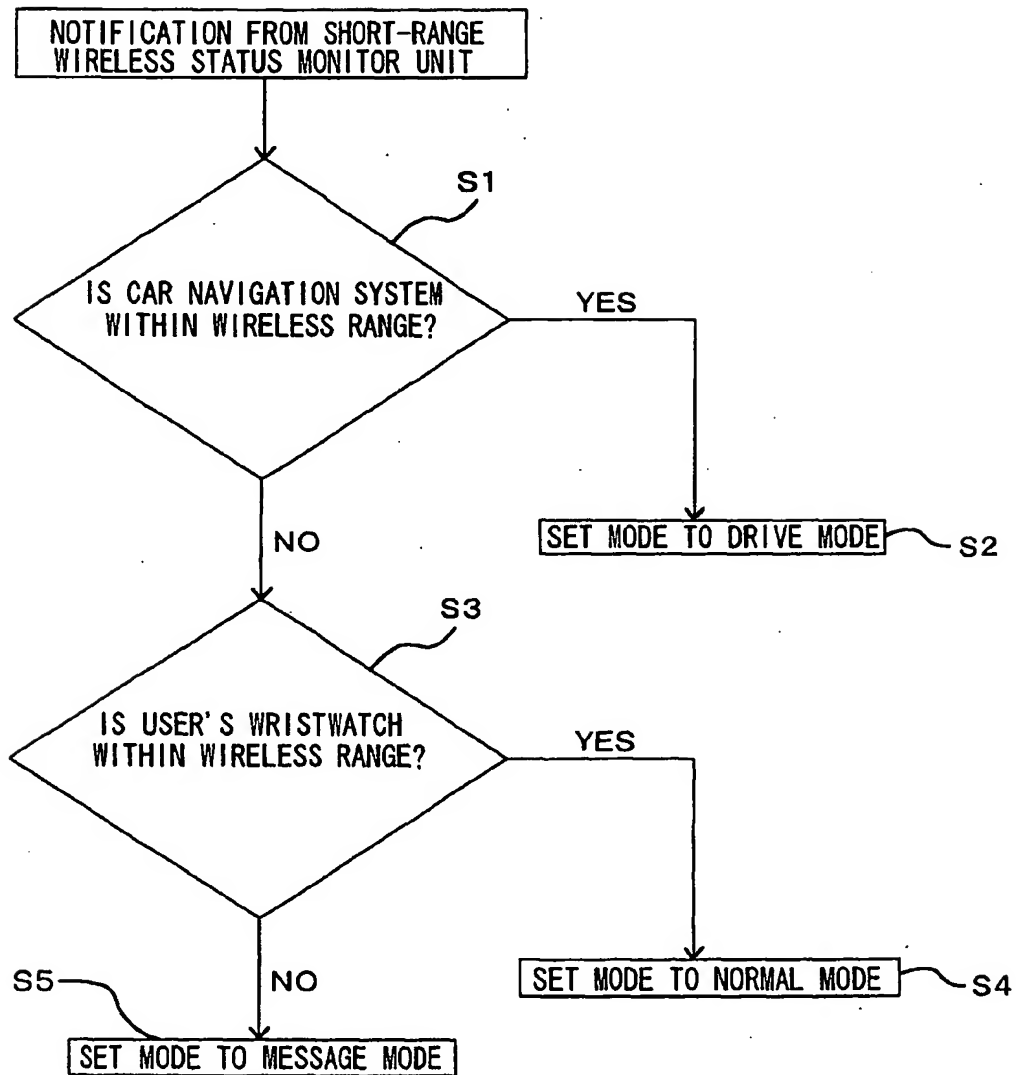 NOTIFICATION FROM SHORT-RANGE
WIRELESS STATUS MONITOR UNIT
S1
IS CAR NAVIGATION SYSTEM
WITHIN WIRELESS RANGE?
YES
NO
SET MODE TO DRIVE MODE
S2
S3
IS USER'S WRISTWATCH
WITHIN WIRELESS RANGE?
YES
NO
SET MODE TO NORMAL MODE
S4
S5
SET MODE TO MESSAGE MODE